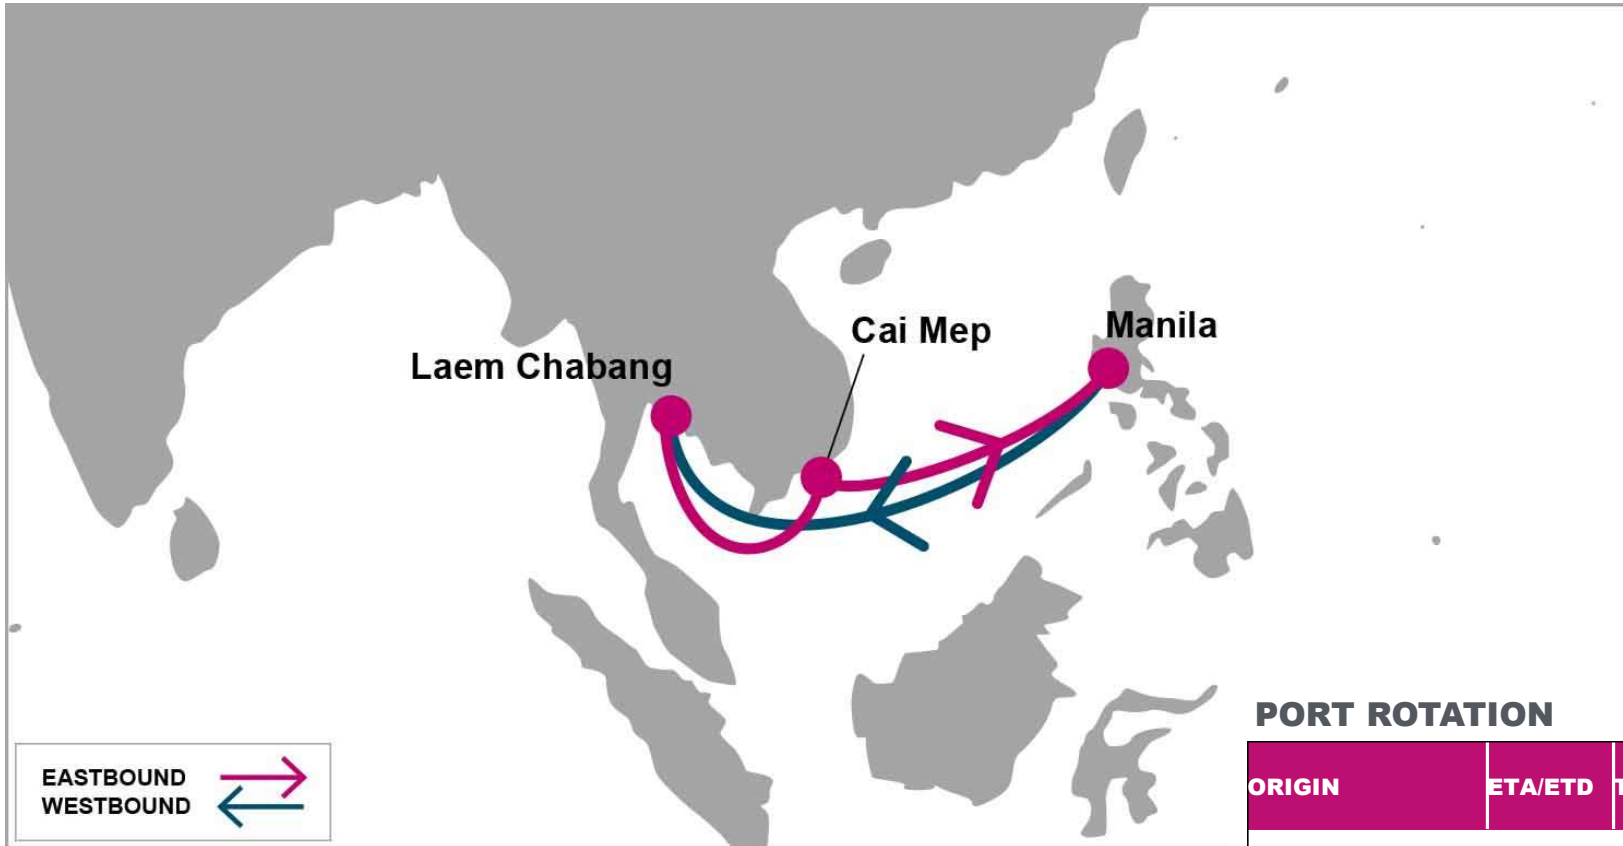 Cai Mep
Manila
Laem Chabang
PORT ROTATION
EASTBOUND
WESTBOUND
ORIGIN ETA/ETD